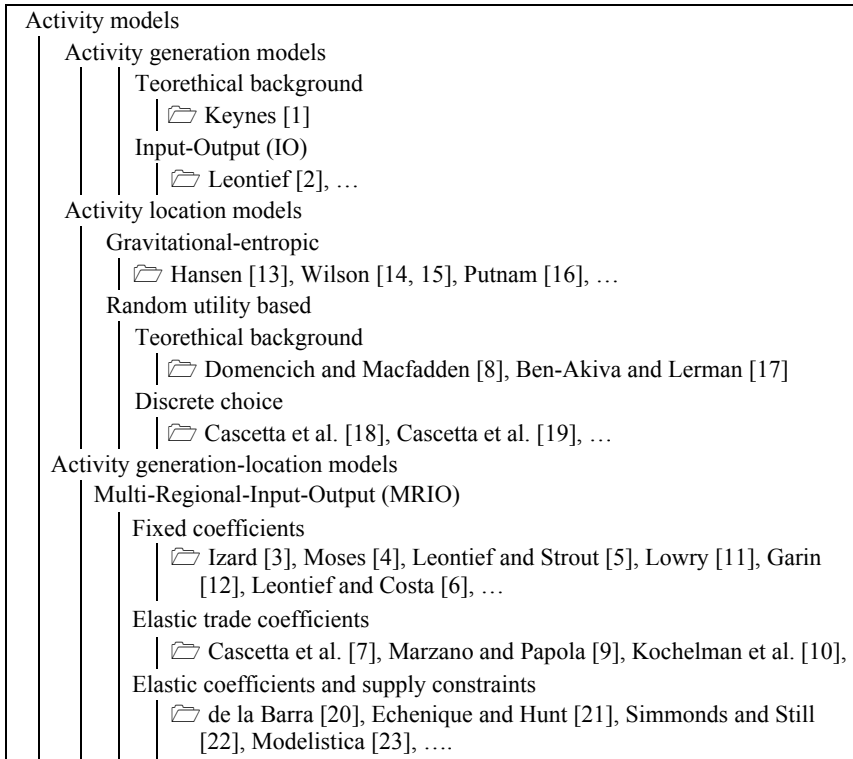 Activity models
Activity generation models
Teorethical background
Keynes [1]
Input-Output (IO)
Leontief [2], …
Activity location models
Gravitational-entropic
Hansen [13], Wilson [14, 15], Putnam [16], …
Random utility based
Teorethical background
Domencich and Macfadden [8], Ben-Akiva and Lerman [17]
Discrete choice
Cascetta et al. [18], Cascetta et al. [19], …
Activity generation-location models
Multi-Regional-Input-Output (MRIO)
Fixed coefficients
Izard [3], Moses [4], Leontief and Strout [5], Lowry [11], Garin
[12], Leontief and Costa [6], …
Elastic trade coefficients
Cascetta et al. [7], Marzano and Papola [9], Kochelman et al. [10],
Elastic coefficients and supply constraints
de la Barra [20], Echenique and Hunt [21], Simmonds and Still
[22], Modelistica [23], ….